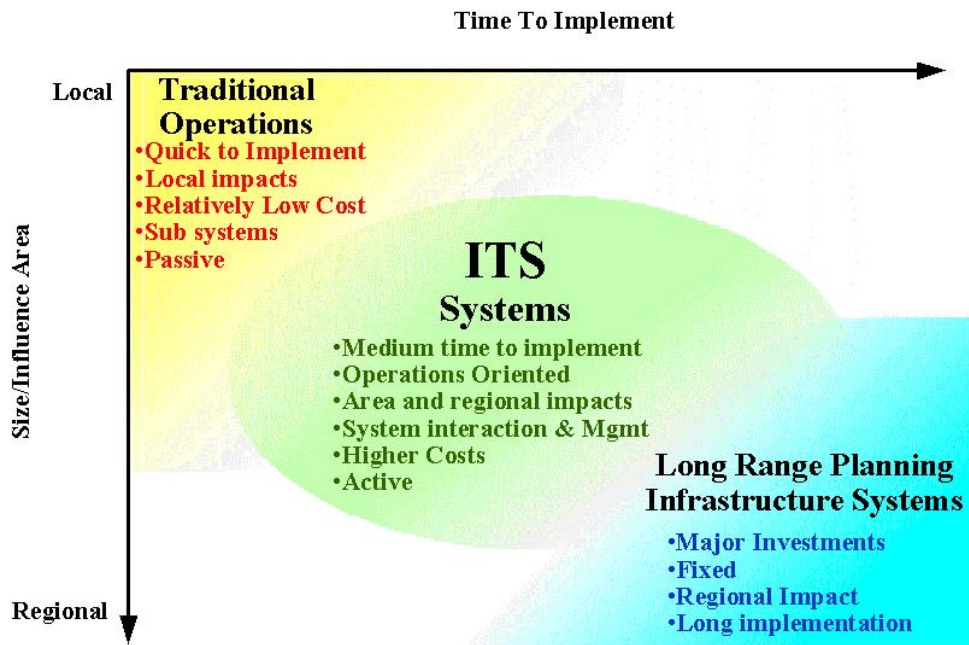 Time To Implement
Local
Traditional
Operations
•Quick to Implement
•Local impacts
•Relatively Low Cost
•Sub systems
•Passive
Size/Influence Area
ITS
Systems
•Medium time to implement
•Operations Oriented
•Area and regional impacts
•System interaction & Mgmt
•Higher Costs
•Active
Long Range Planning
Infrastructure Systems
•Major Investments
•Fixed
•Regional Impact
•Long implementation
Regional